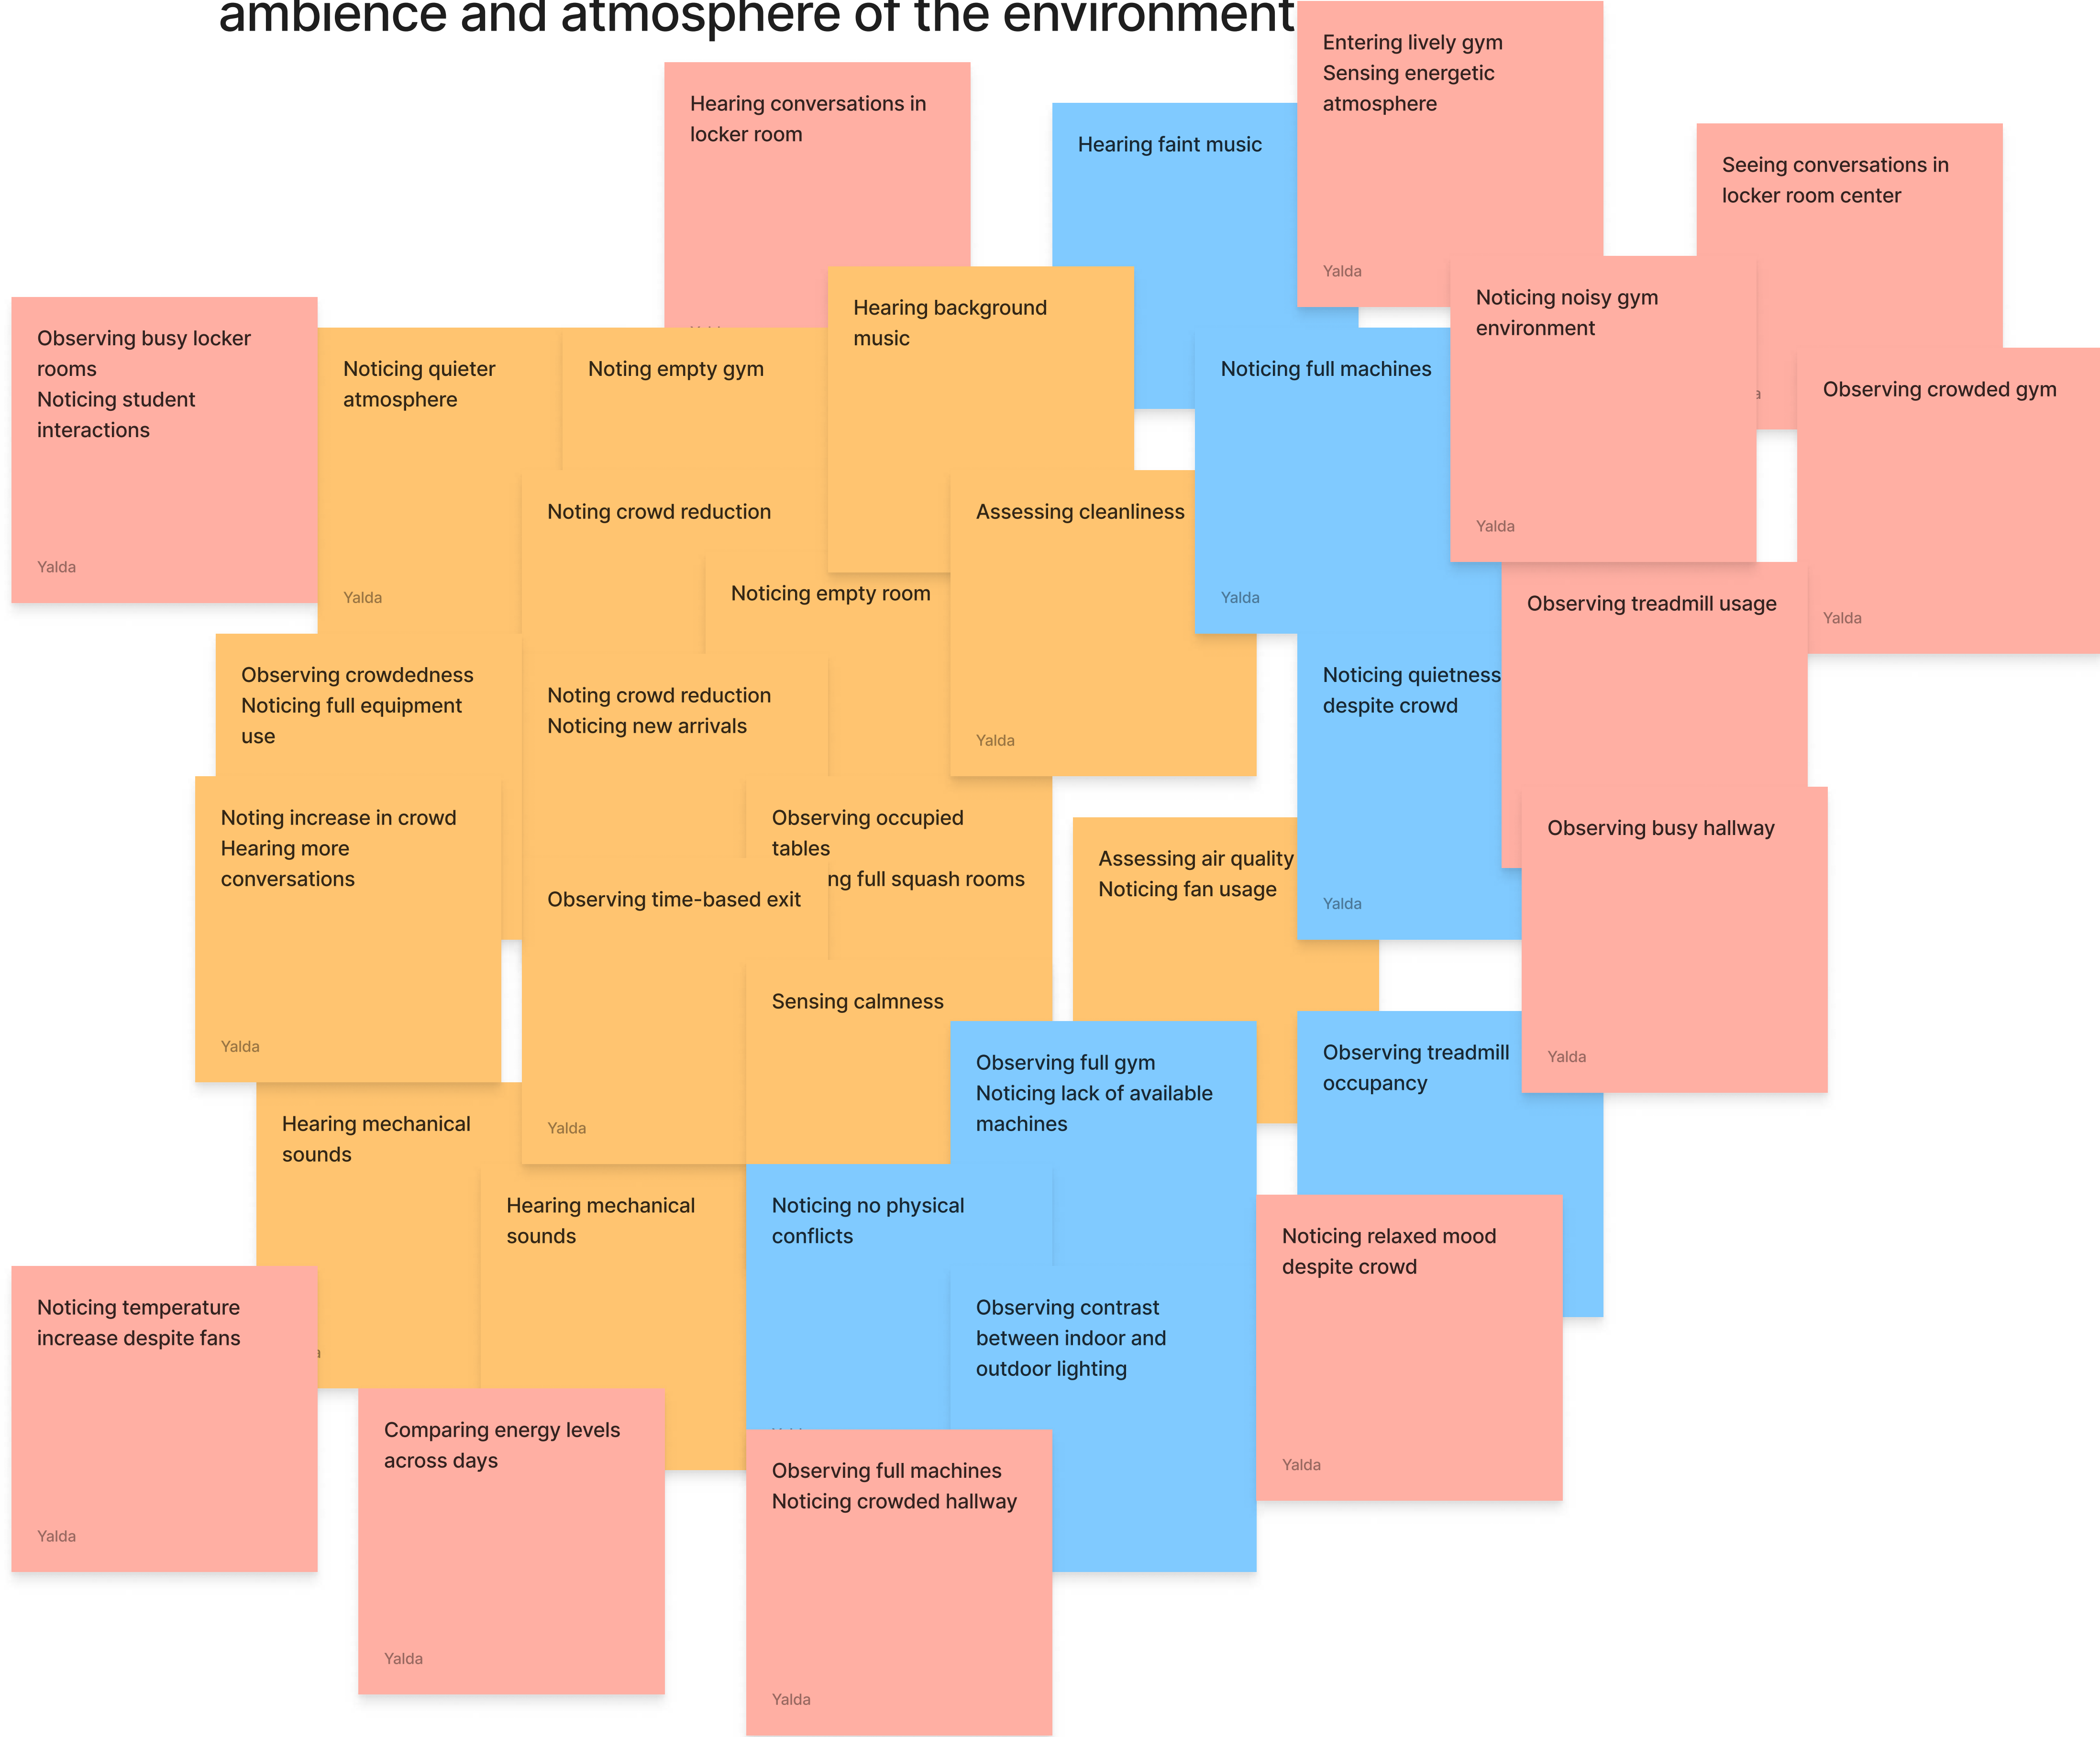 ambience and atmosphere of the environment
Entering lively gym
Sensing energetic
atmosphere
Yalda
Hearing conversations in
locker room
Hearing faint music
Seeing conversations in
locker room center
Hearing background
music
Noticing noisy gym
environment
Yalda
Observing busy locker
rooms
Noticing student
interactions
Yalda
Noticing quieter
atmosphere
Yalda
Noting empty gym
Noticing full machines
Yalda
Observing crowded gym
Yalda
Noting crowd reduction
Assessing cleanliness
Yalda
Noticing empty room
Observing treadmill usage
Observing crowdedness
Noticing full equipment
use
Noting crowd reduction
Noticing new arrivals
Noticing quietness
despite crowd
Yalda
Noting increase in crowd
Hearing more
conversations
Yalda
Observing occupied
tables
ng full squash rooms
Observing busy hallway
Yalda
Assessing air quality
Noticing fan usage
Observing time-based exit
Yalda
Sensing calmness
Observing full gym
Noticing lack of available
machines
Observing treadmill
occupancy
Hearing mechanical
sounds
Hearing mechanical
sounds
Noticing no physical
conflicts
Noticing relaxed mood
despite crowd
Yalda
Noticing temperature
increase despite fans
Yalda
Observing contrast
between indoor and
outdoor lighting
Comparing energy levels
across days
Yalda
Observing full machines
Noticing crowded hallway
Yalda